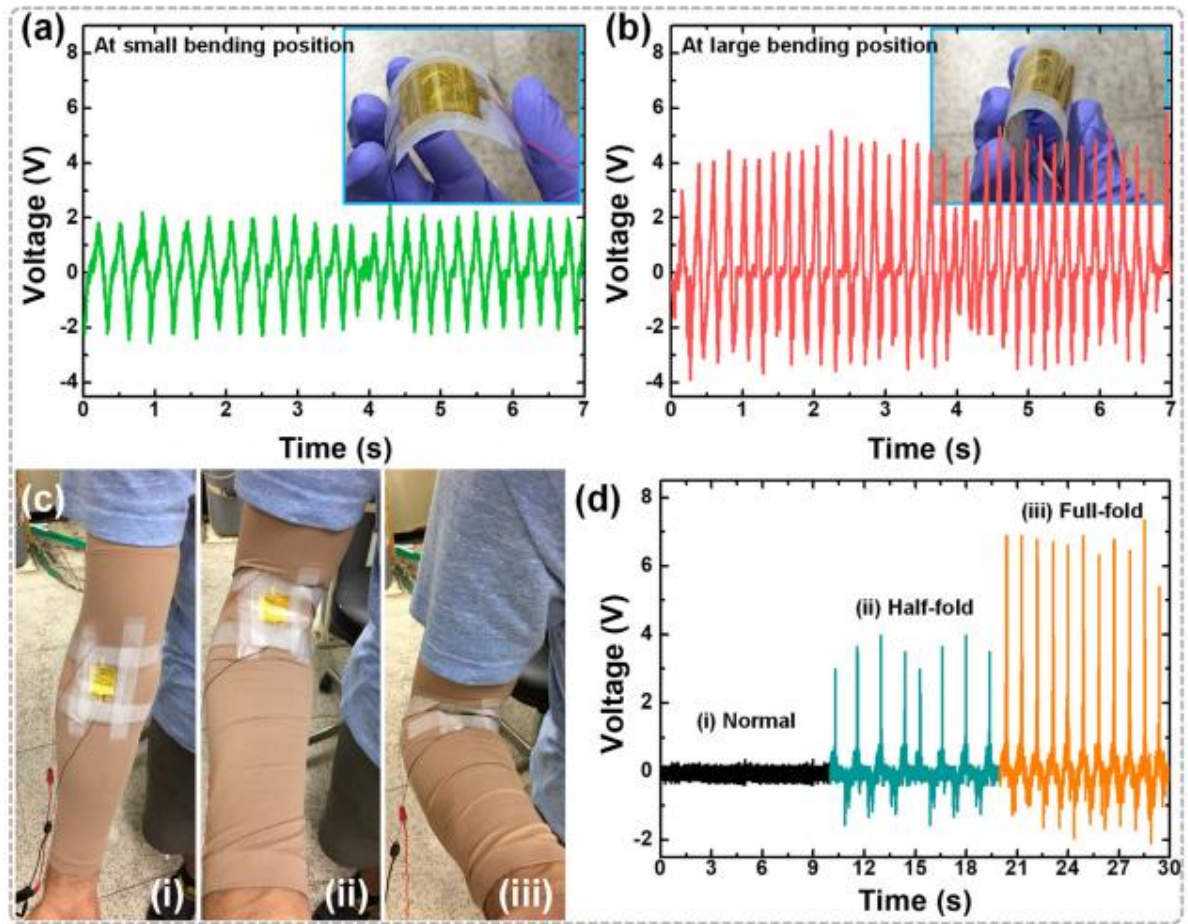 (a)
At small bending position
8
6
4
2
0
-2
-4
Voltage (V)
0 1 2 3 4 5 6 7
Time (s)
(b)
At large bending position
8
6
4
2
0
-2
-4
Voltage (V)
0 1 2 3 4 5 6 7
Time (s)
(c)
(i)
(ii)
(iii)
(d)
8
6
4
2
0
-2
Voltage (V)
(i) Normal
(ii) Half-fold
(iii) Full-fold
0 3 6 9 12 15 18 21 24 27 30
Time (s)